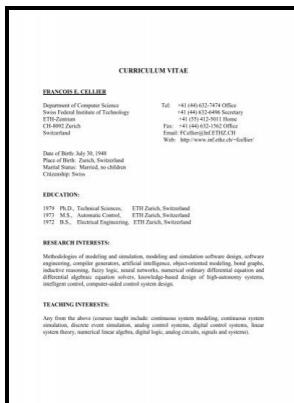 CURRICULUM VITAE
FRANCOIS E. CELLIER
Department of Computer Science
Swiss Federal Institute of Technology
ETH-Zentrum
CH-8092 Zurich
Switzerland
Tel: +41 (44) 632-7474 Office
+41 (44) 632-6496 Secretary
+41 (55) 412-5011 Home
Fax: +41 (44) 632-1562 Office
Email: FCellier@Inf.ETHZ.CH
Web: http://www.inf.ethz.ch/~fcellier/
Date of Birth: July 30, 1948
Place of Birth: Zurich, Switzerland
Marital Status: Married, no children
Citizenship: Swiss
EDUCATION:
1979 Ph.D., Technical Sciences, ETH Zurich, Switzerland
1973 M.S., Automatic Control, ETH Zurich, Switzerland
1972 B.S., Electrical Engineering, ETH Zurich, Switzerland
RESEARCH INTERESTS:
Methodologies of modeling and simulation, modeling and simulation software design, software
engineering, compiler generators, artificial intelligence, object-oriented modeling, bond graphs,
inductive reasoning, fuzzy logic, neural networks, numerical ordinary differential equation and
differential algebraic equation solvers, knowledge-based design of high-autonomy systems,
intelligent control, computer-aided control system design.
TEACHING INTERESTS:
Any from the above (courses taught include: continuous system modeling, continuous system
simulation, discrete event simulation, analog control systems, digital control systems, linear
system theory, numerical linear algebra, digital logic, analog circuits, signals and systems).